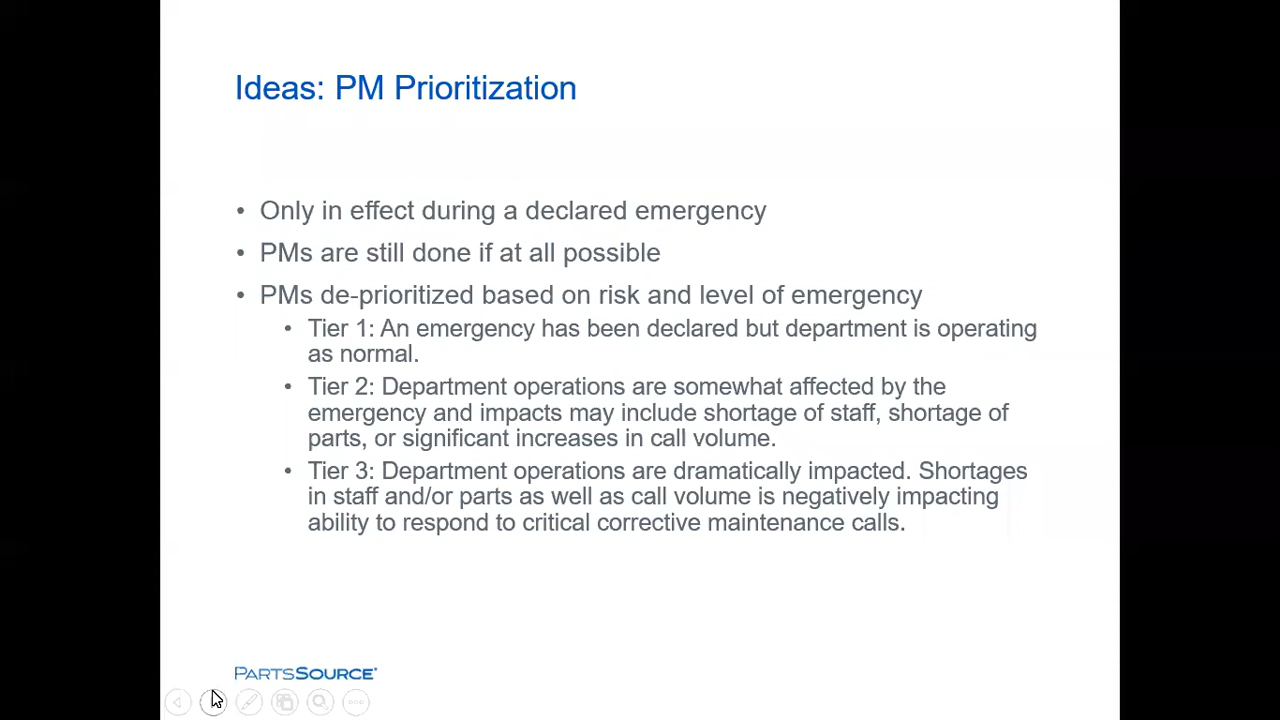 Ideas: PM Prioritization
• Only in effect during a declared emergency
• PMs are still done if at all possible
• PMs de-prioritized based on risk and level of emergency
• Tier 1: An emergency has been declared but department is operating
as normal.
• Tier 2: Department operations are somewhat affected by the
emergency and impacts may include shortage of staff, shortage of
parts, or significant increases in call volume.
• Tier 3: Department operations are dramatically impacted. Shortages
in staff and/or parts as well as call volume is negatively impacting
ability to respond to critical corrective maintenance calls.
PARTSSOURCE